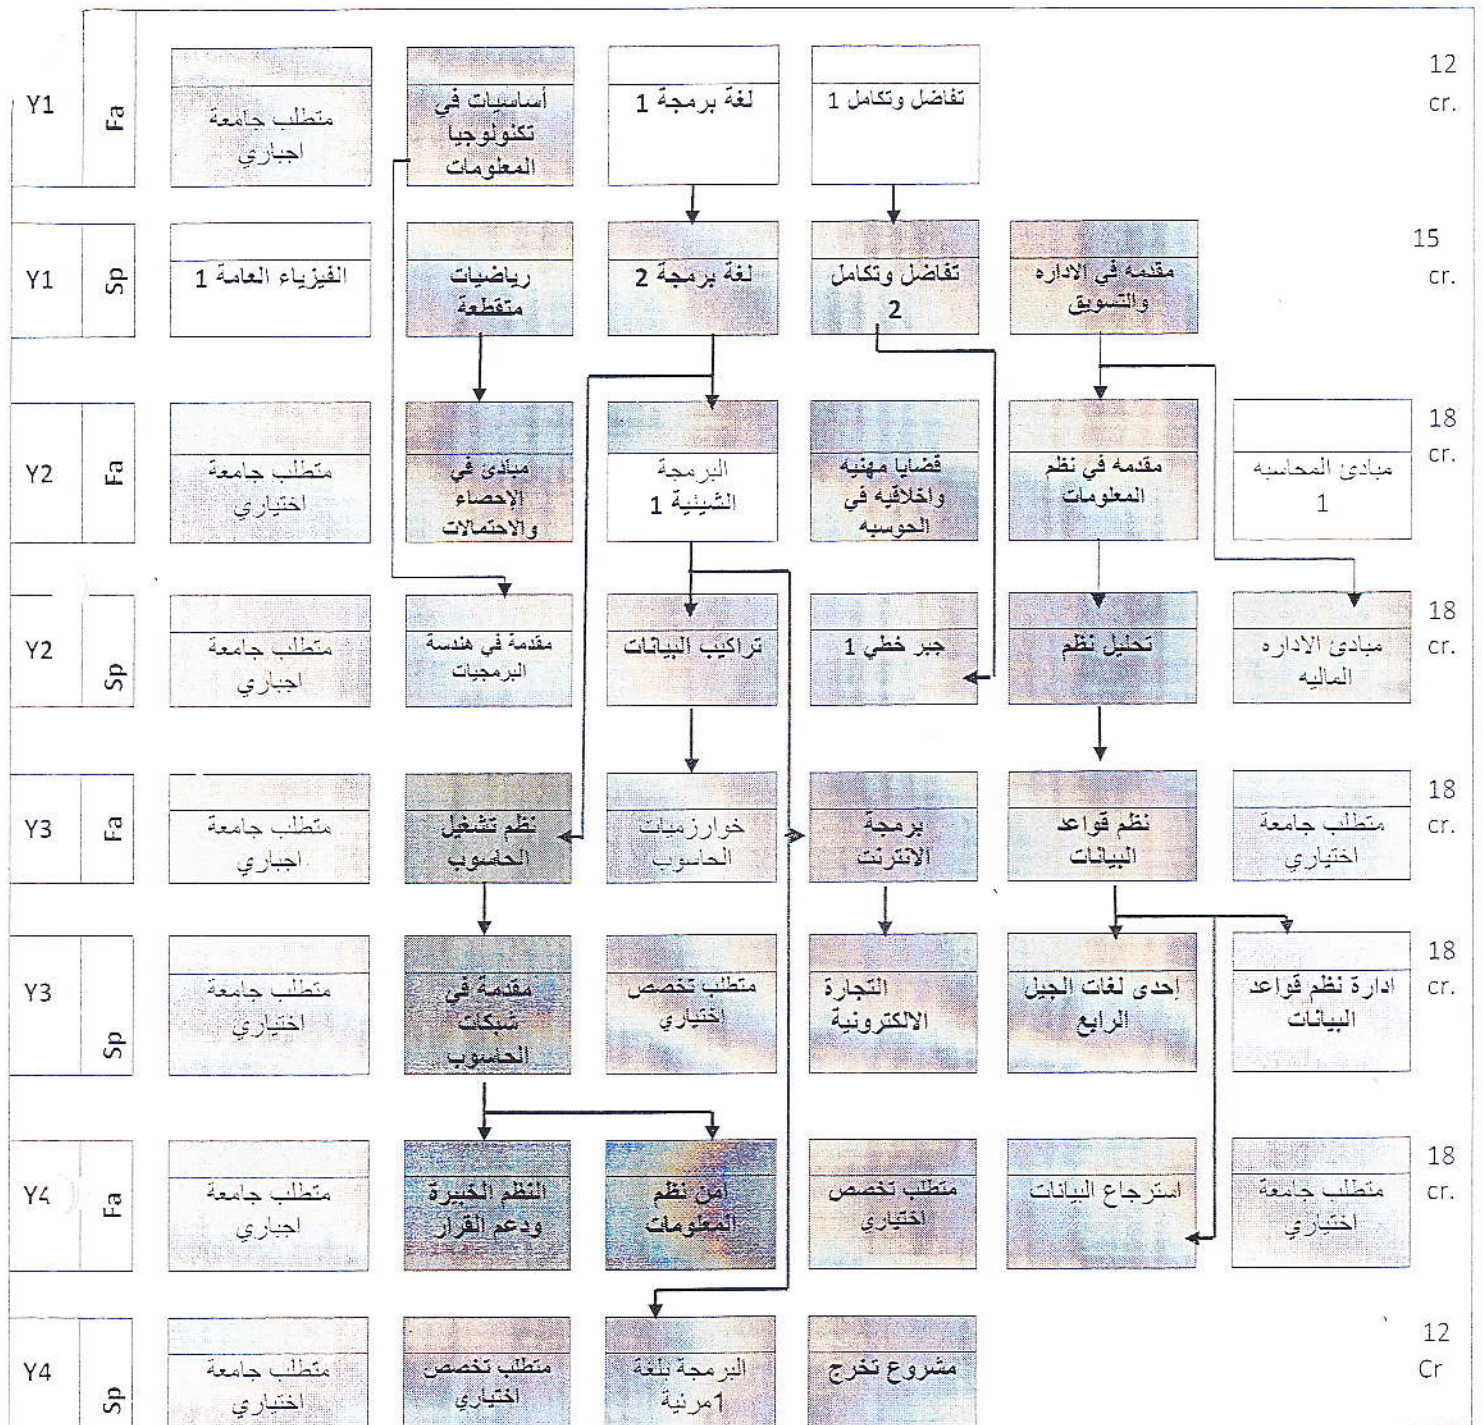 Y1
Fa
متطلب جامعة
اجباري
أساسيات في
تكنولوجيا
المعلومات
لغة برمجة 1
تفاضل وتكامل 1
12
cr.
Y1
Sp
الفيزياء العامة 1
رياضيات
متقطعة
لغة برمجة 2
تفاضل وتكامل
2
مقدمه في الاداره
والتسويق
15
cr.
Y2
Fa
متطلب جامعة
اختياري
مبادئ في
الإحصاء
والاحتمالات
البرمجة
الشيئية 1
قضايا مهنيه
واخلاقيه في
الحوسبه
مقدمه في نظم
المعلومات
مبادئ المحاسبه
1
18
cr.
Y2
Sp
متطلب جامعة
اجباري
مقدمة في هندسة
البرمجيات
تراكيب البيانات
جبر خطي 1
تحليل نظم
مبادئ الاداره
الماليه
18
cr.
Y3
Fa
متطلب جامعة
اجباري
نظم تشغيل
الحاسوب
خوارزميات
الحاسوب
برمجة
الانترنت
نظم قواعد
البيانات
متطلب جامعة
اختياري
18
cr.
Y3
Sp
متطلب جامعة
اختياري
مقدمة في
شبكات
الحاسوب
متطلب تخصص
اختياري
التجارة
الالكترونية
إحدى لغات الجيل
الرابع
ادارة نظم قواعد
البيانات
18
cr.
Y4
Fa
متطلب جامعة
اجباري
النظم الخبيرة
ودعم القرار
امن نظم
المعلومات
متطلب تخصص
اختياري
استرجاع البيانات
متطلب جامعة
اختياري
18
cr.
Y4
Sp
متطلب جامعة
اختياري
متطلب تخصص
اختياري
البرمجة بلغة
مرئية1
مشروع تخرج
12
Cr